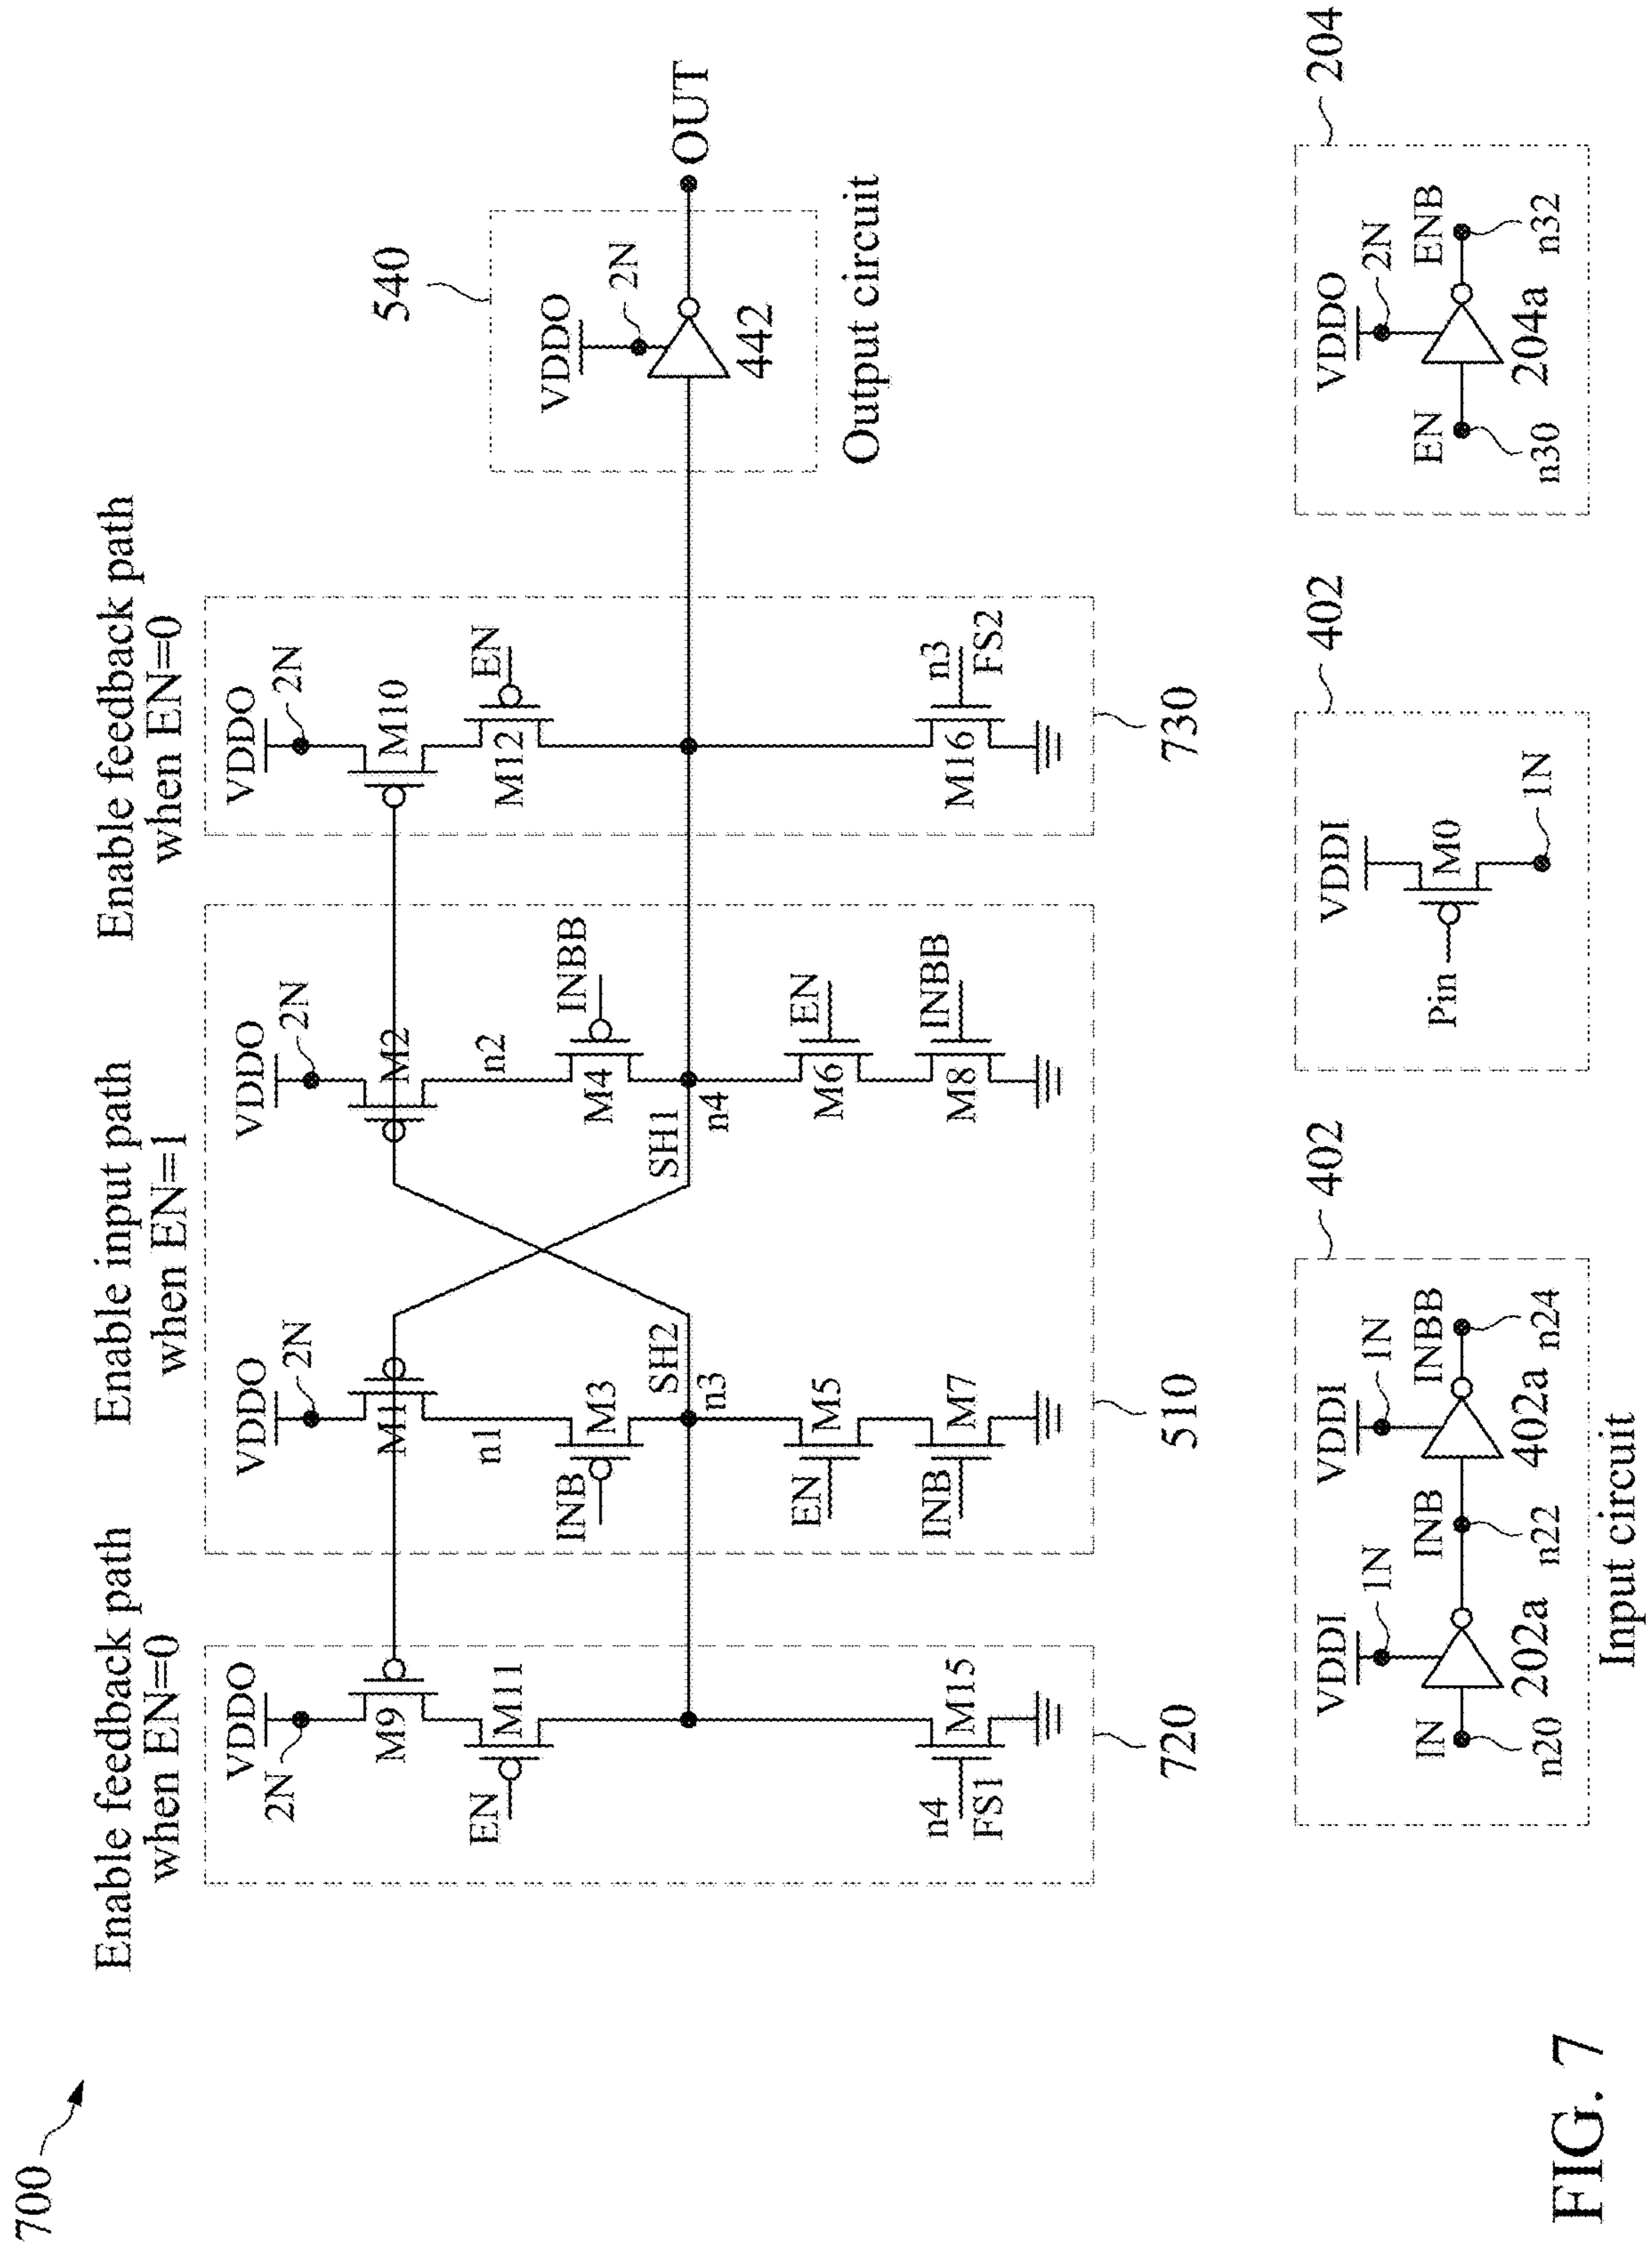 700
Enable feedback path
when EN=0
Enable input path
when EN=1
Enable feedback path
when EN=0
VDDO
2N
M9
EN
M11
n4
FS1
M15
720
VDDO
2N
M1
n1
INB
M3
SH2
n3
EN
M5
INB
M7
510
VDDO
2N
M2
n2
INBB
M4
SH1
n4
EN
M6
INBB
M8
VDDO
2N
M10
EN
M12
n3
FS2
M16
730
540
VDDO
2N
442
OUT
Output circuit
402
VDDI
1N
IN
n20
202a
INB
n22
VDDI
1N
402a
INBB
n24
Input circuit
402
VDDI
Pin
M0
1N
204
VDDO
2N
EN
n30
204a
ENB
n32
FIG. 7